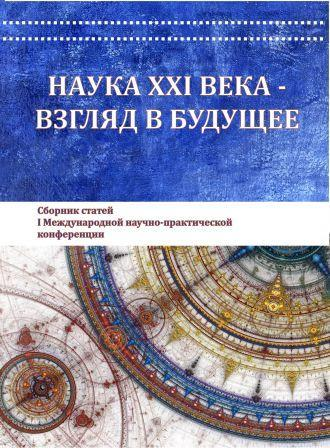 НАУКА XXI ВЕКА -
ВЗГЛЯД В БУДУЩЕЕ
Сборник статей
I Международной научно-практической
конференции